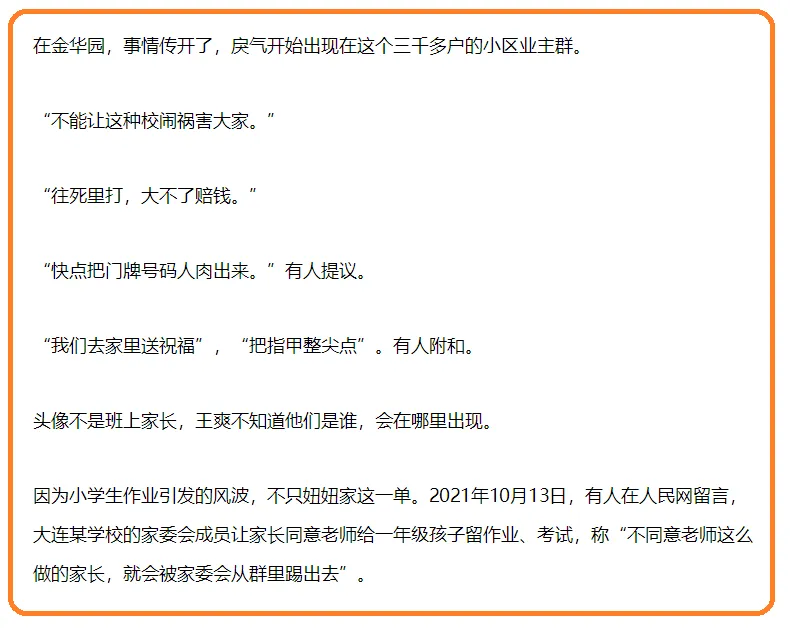 在金华园，事情传开了，戾气开始出现在这个三千多户的小区业主群。
“不能让这种校闹祸害大家。”
“往死里打，大不了赔钱。”
“快点把门牌号码人肉出来。”有人提议。
“我们去家里送祝福”，“把指甲整尖点”。有人附和。
头像不是班上家长，王爽不知道他们是谁，会在哪里出现。
因为小学生作业引发的风波，不只妞妞家这一单。2021年10月13日，有人在人民网留言，
大连某学校的家委会成员让家长同意老师给一年级孩子留作业、考试，称“不同意老师这么
做的家长，就会被家委会从群里踢出去”。